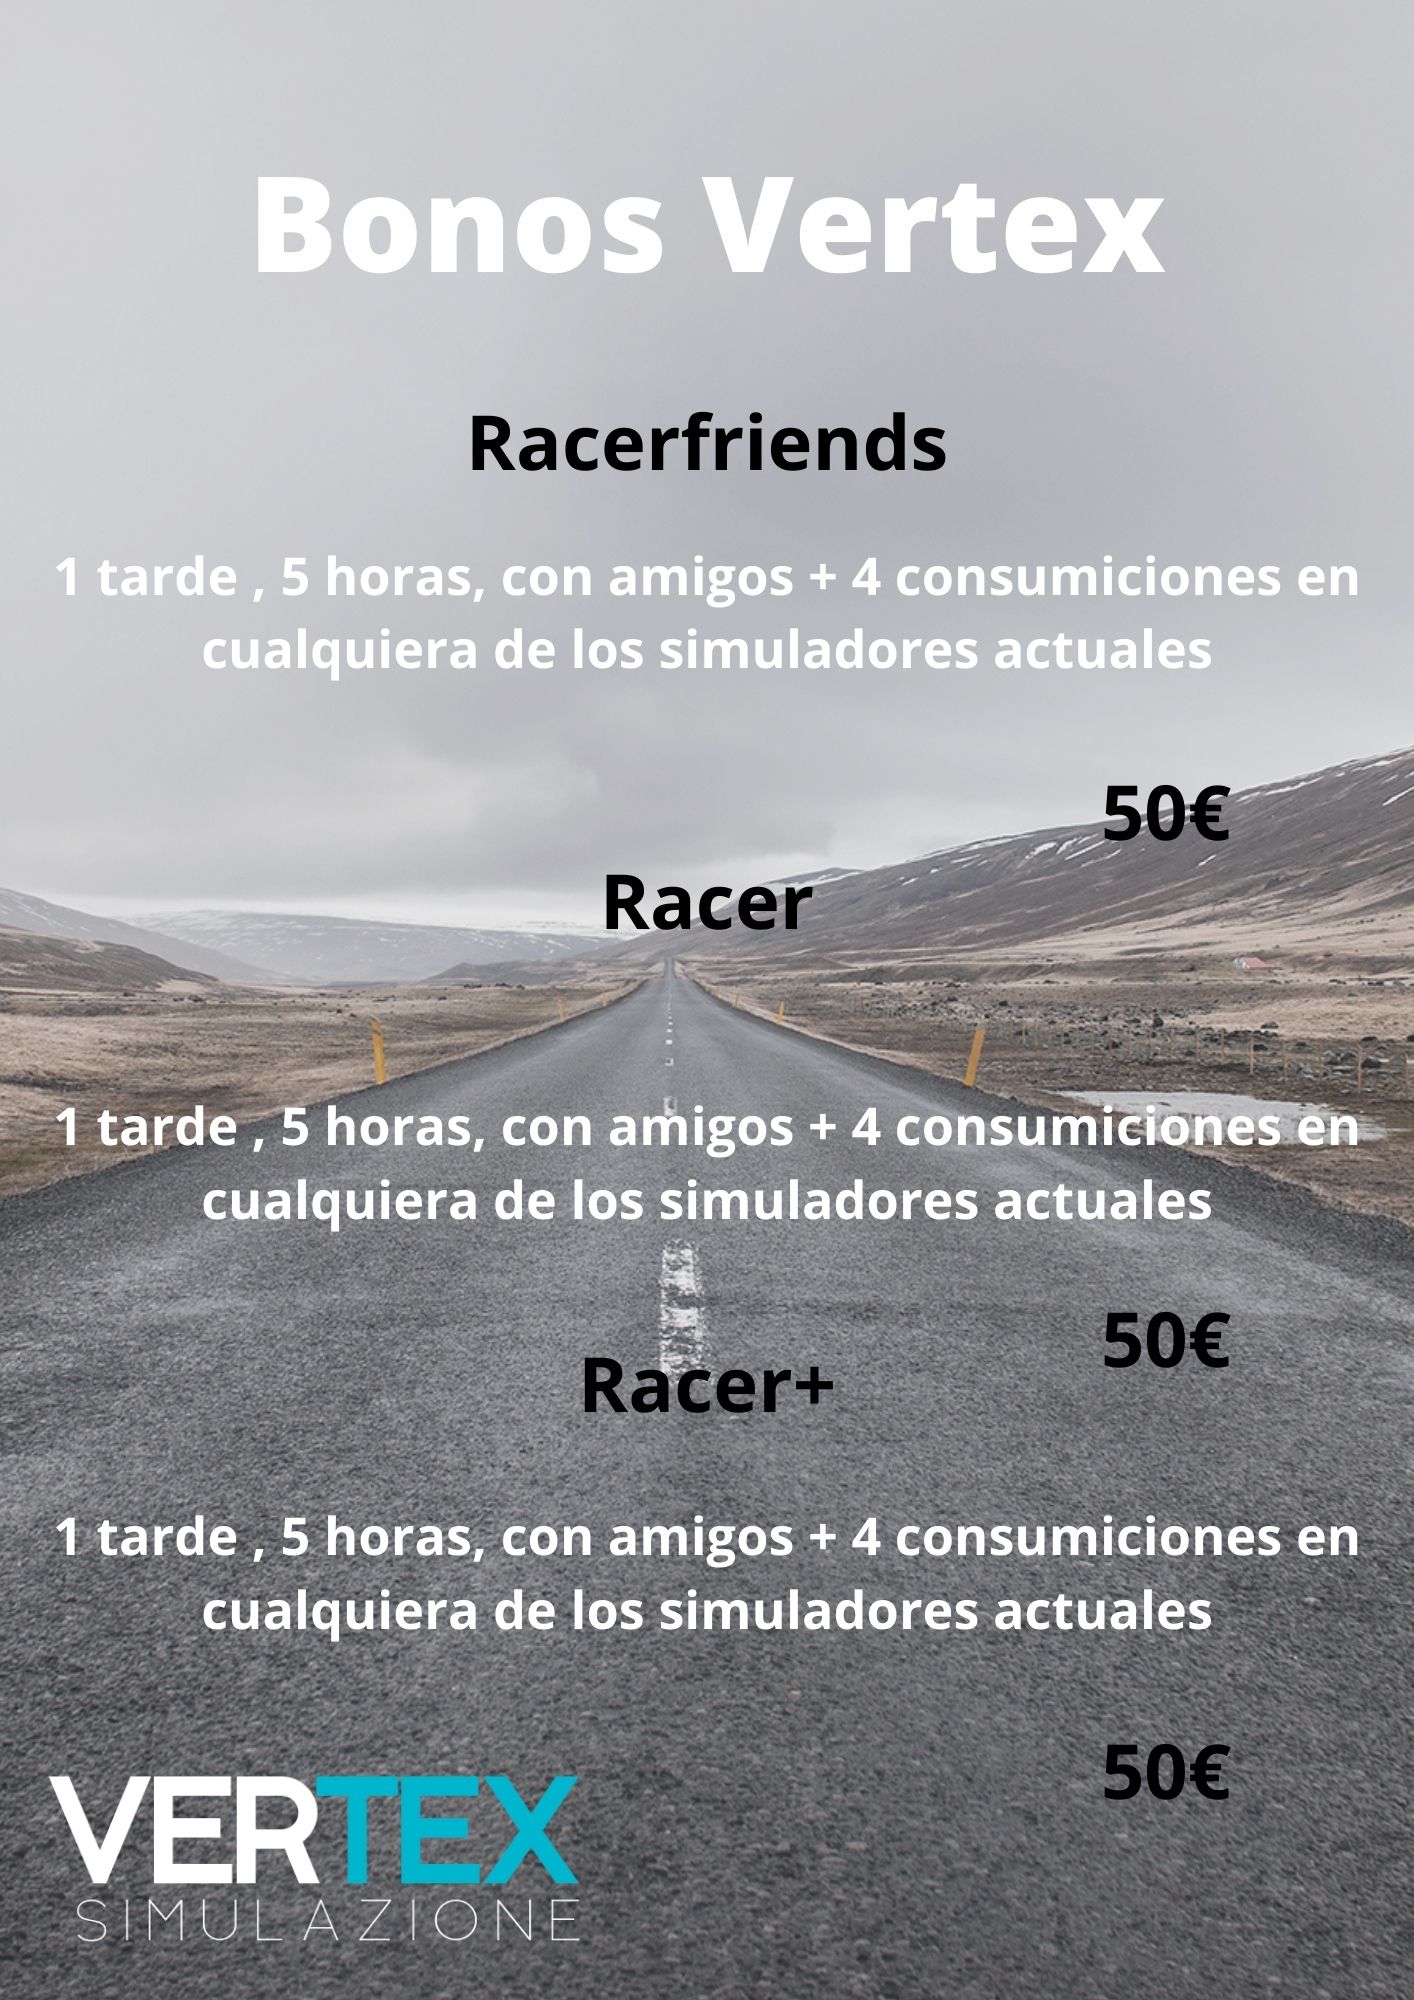 Bonos Vertex
Racerfriends
1 tarde , 5 horas, con amigos + 4 consumiciones en
cualquiera de los simuladores actuales
50€
Racer
1 tarde , 5 horas, con amigos + 4 consumiciones en
cualquiera de los simuladores actuales
50€
Racer+
1 tarde , 5 horas, con amigos + 4 consumiciones en
cualquiera de los simuladores actuales
50€
VERTEX
SIMULAZIONE